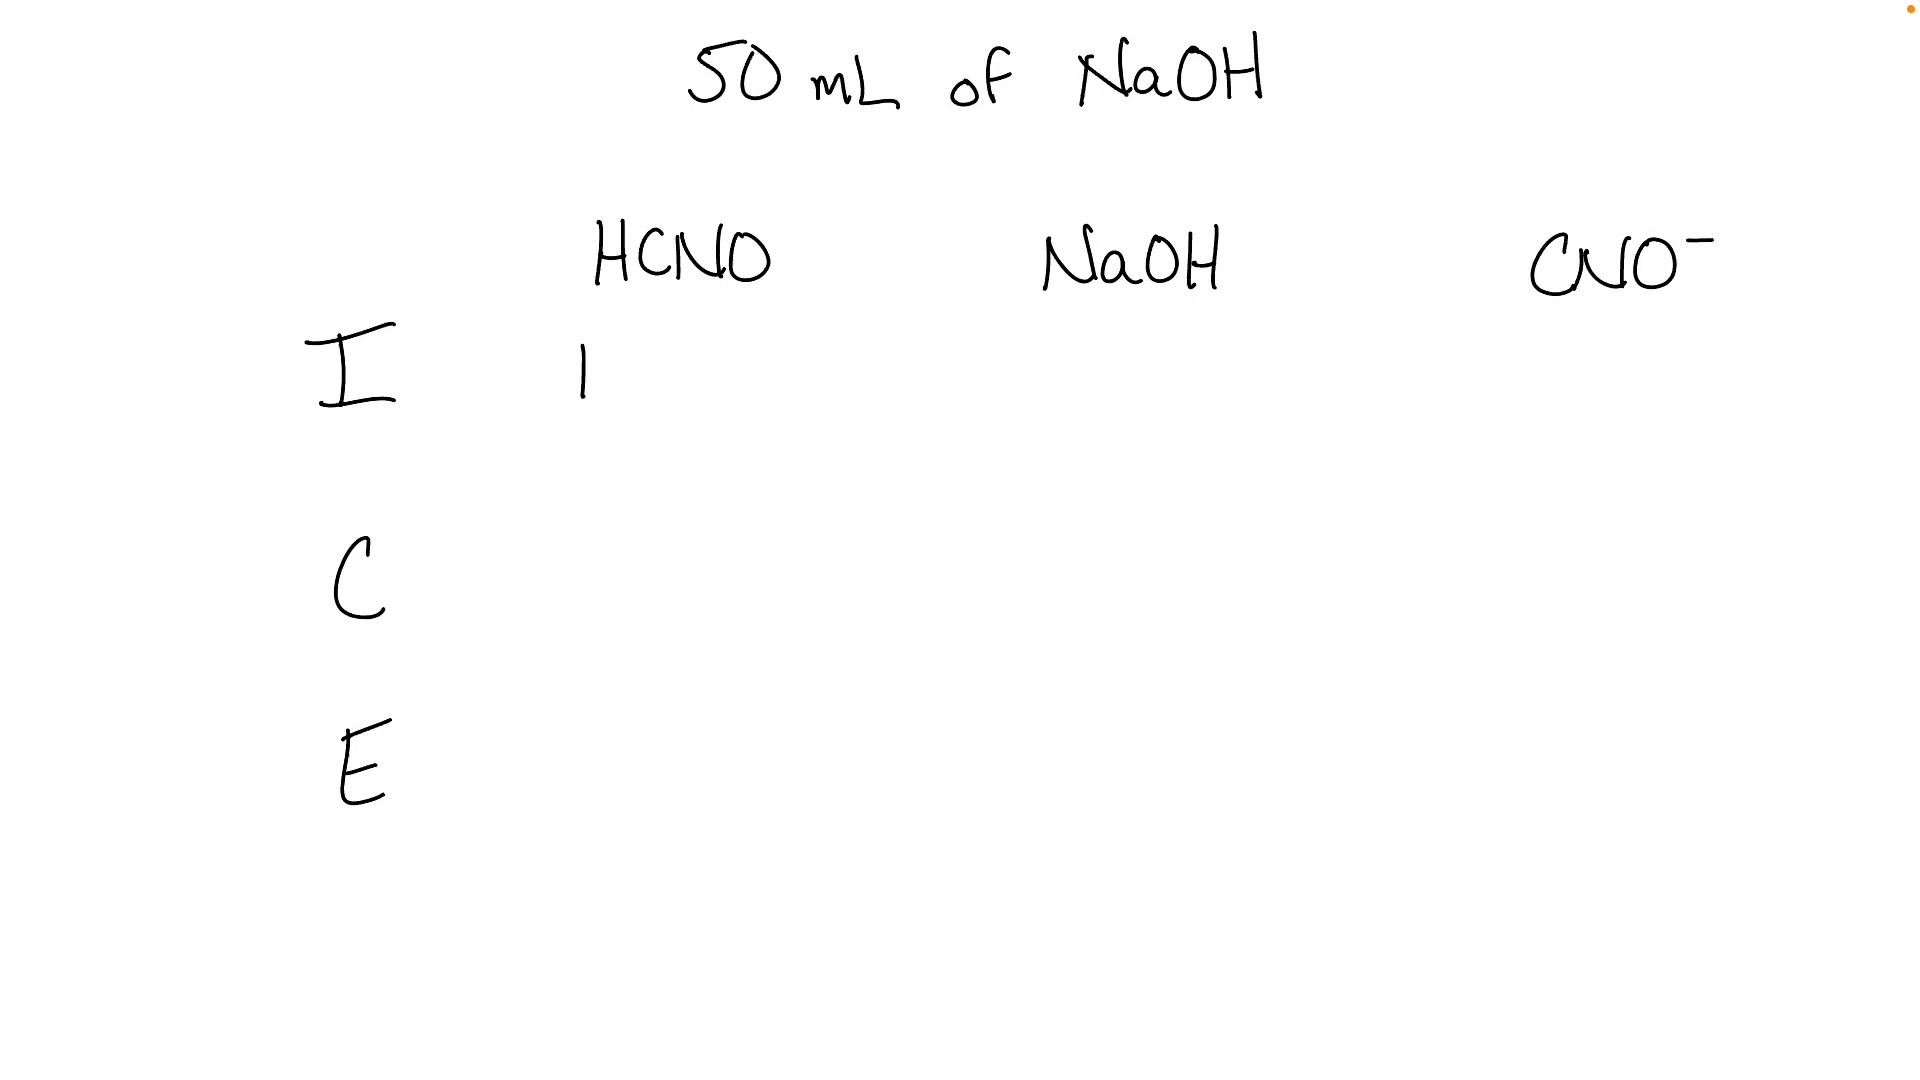 50 mL of NaOH
HCNO NaOH CNO⁻
I 1
C
E